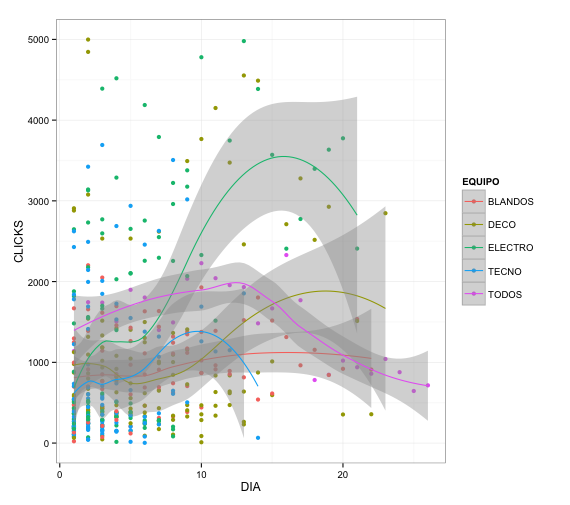 5000
4000
3000
2000
1000
0
CLICKS
0
10
20
DIA
EQUIPO
BLANDOS
DECO
ELECTRO
TECNO
TODOS